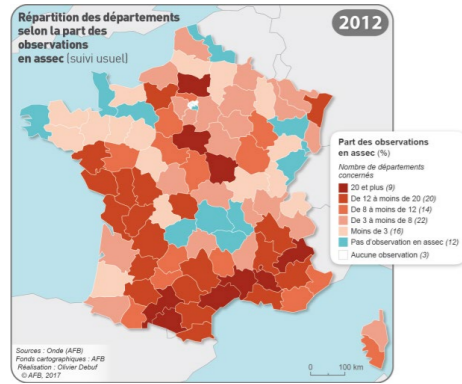 Répartition des départements
selon la part des
observations
en assec (suivi usuel)
2012
Part des observations
en assec (%)
Nombre de départements
concernés
20 et plus (9)
De 12 à moins de 20 (20)
De 8 à moins de 12 (14)
De 3 à moins de 8 (22)
Moins de 3 (16)
Pas d'observation en assec (12)
Aucune observation (3)
Sources : Onde (AFB)
Fonds cartographiques : AFB
Réalisation : Olivier Debuf
© AFB, 2017
0 100 km